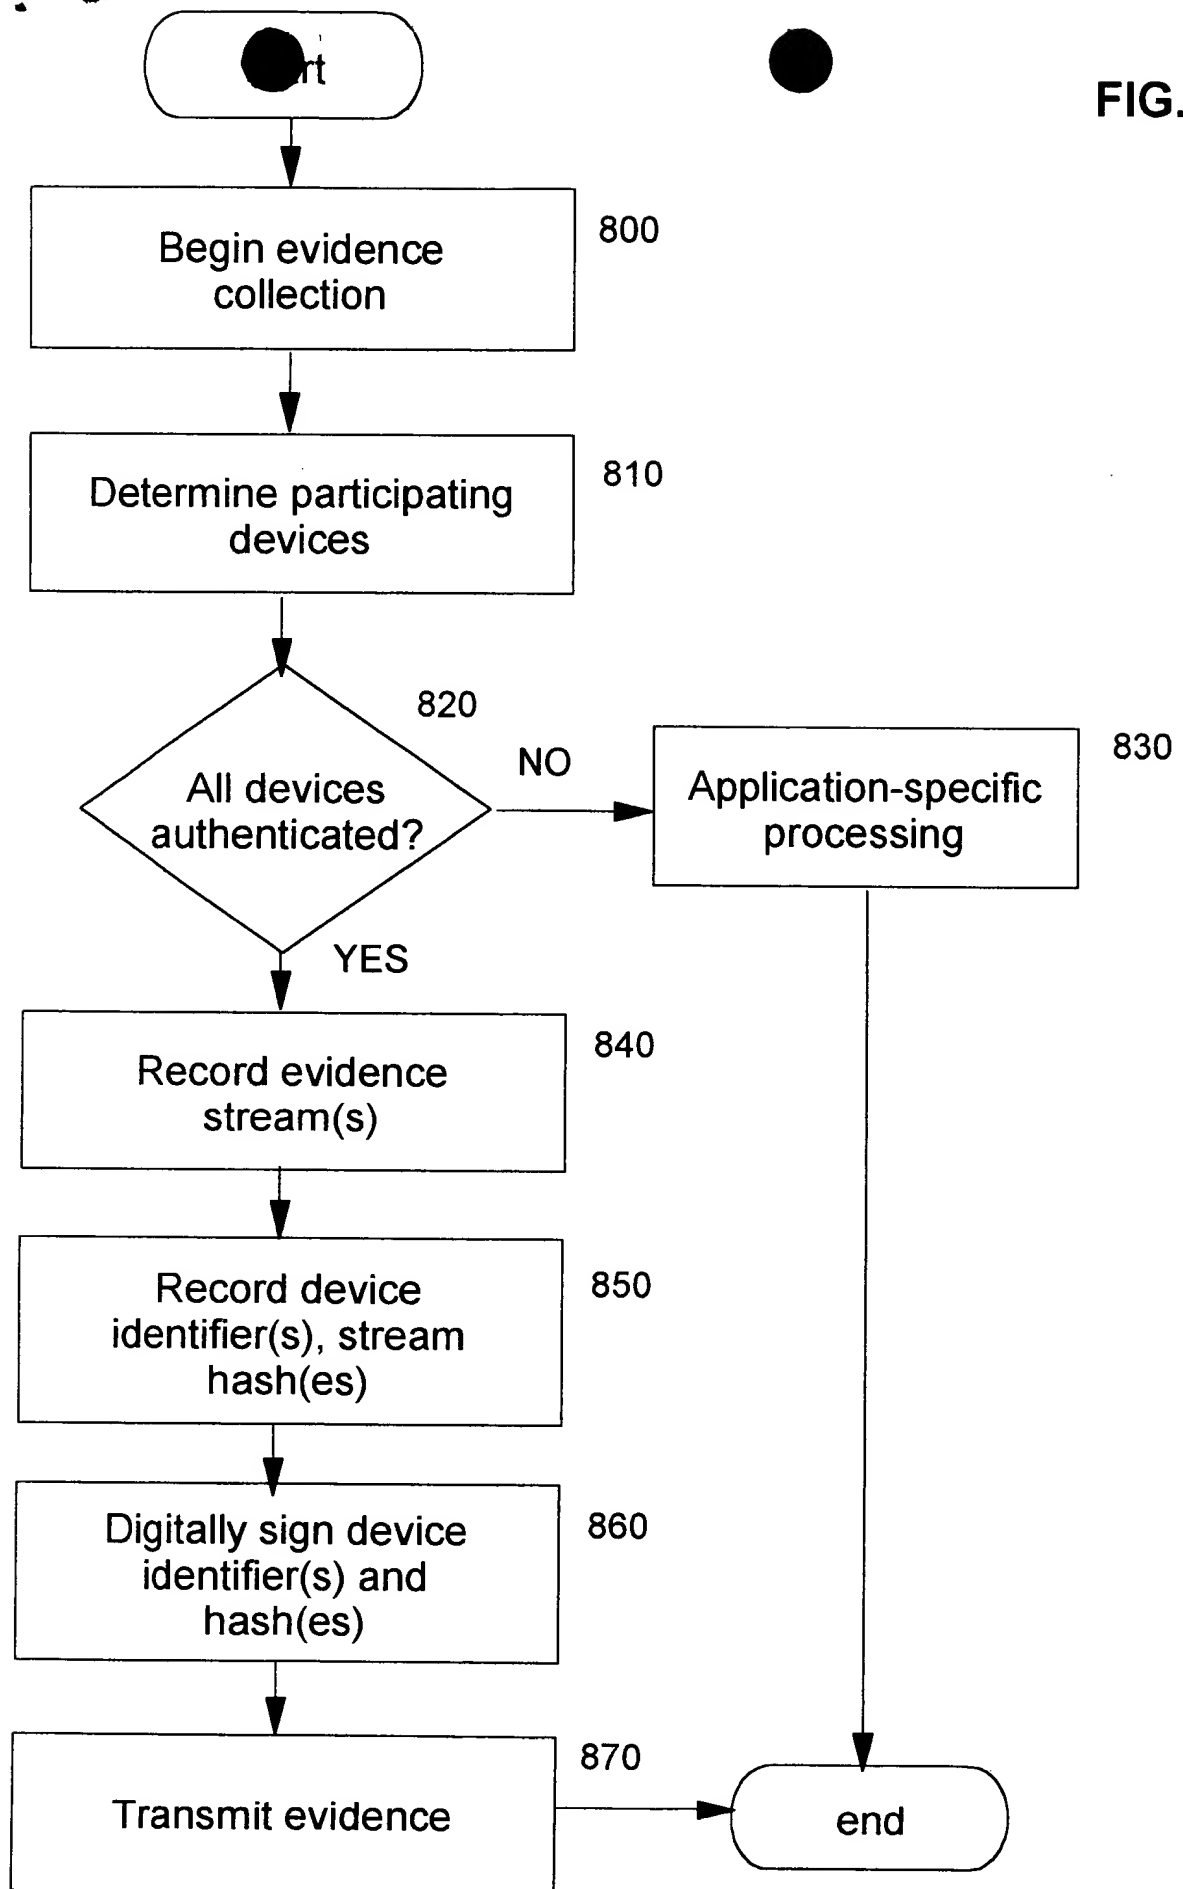 FIG.
Begin evidence
collection
800
Determine participating
devices
810
820
All devices
authenticated?
NO
Application-specific
processing
830
YES
Record evidence
stream(s)
840
Record device
identifier(s), stream
hash(es)
850
Digitally sign device
identifier(s) and
hash(es)
860
Transmit evidence
870
end